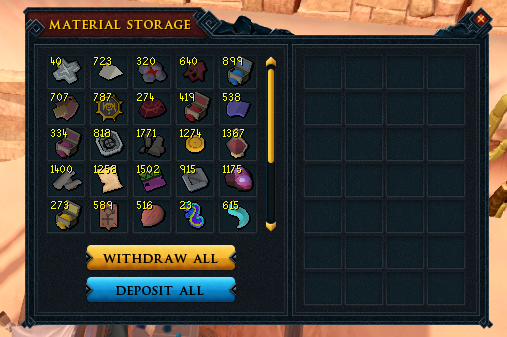 MATERIAL STORAGE
40 723 320 640 899
707 787 274 419 538
334 818 1771 1274 1367
1400 1258 1502 915 1175
273 589 516 23 615
WITHDRAW ALL
DEPOSIT ALL